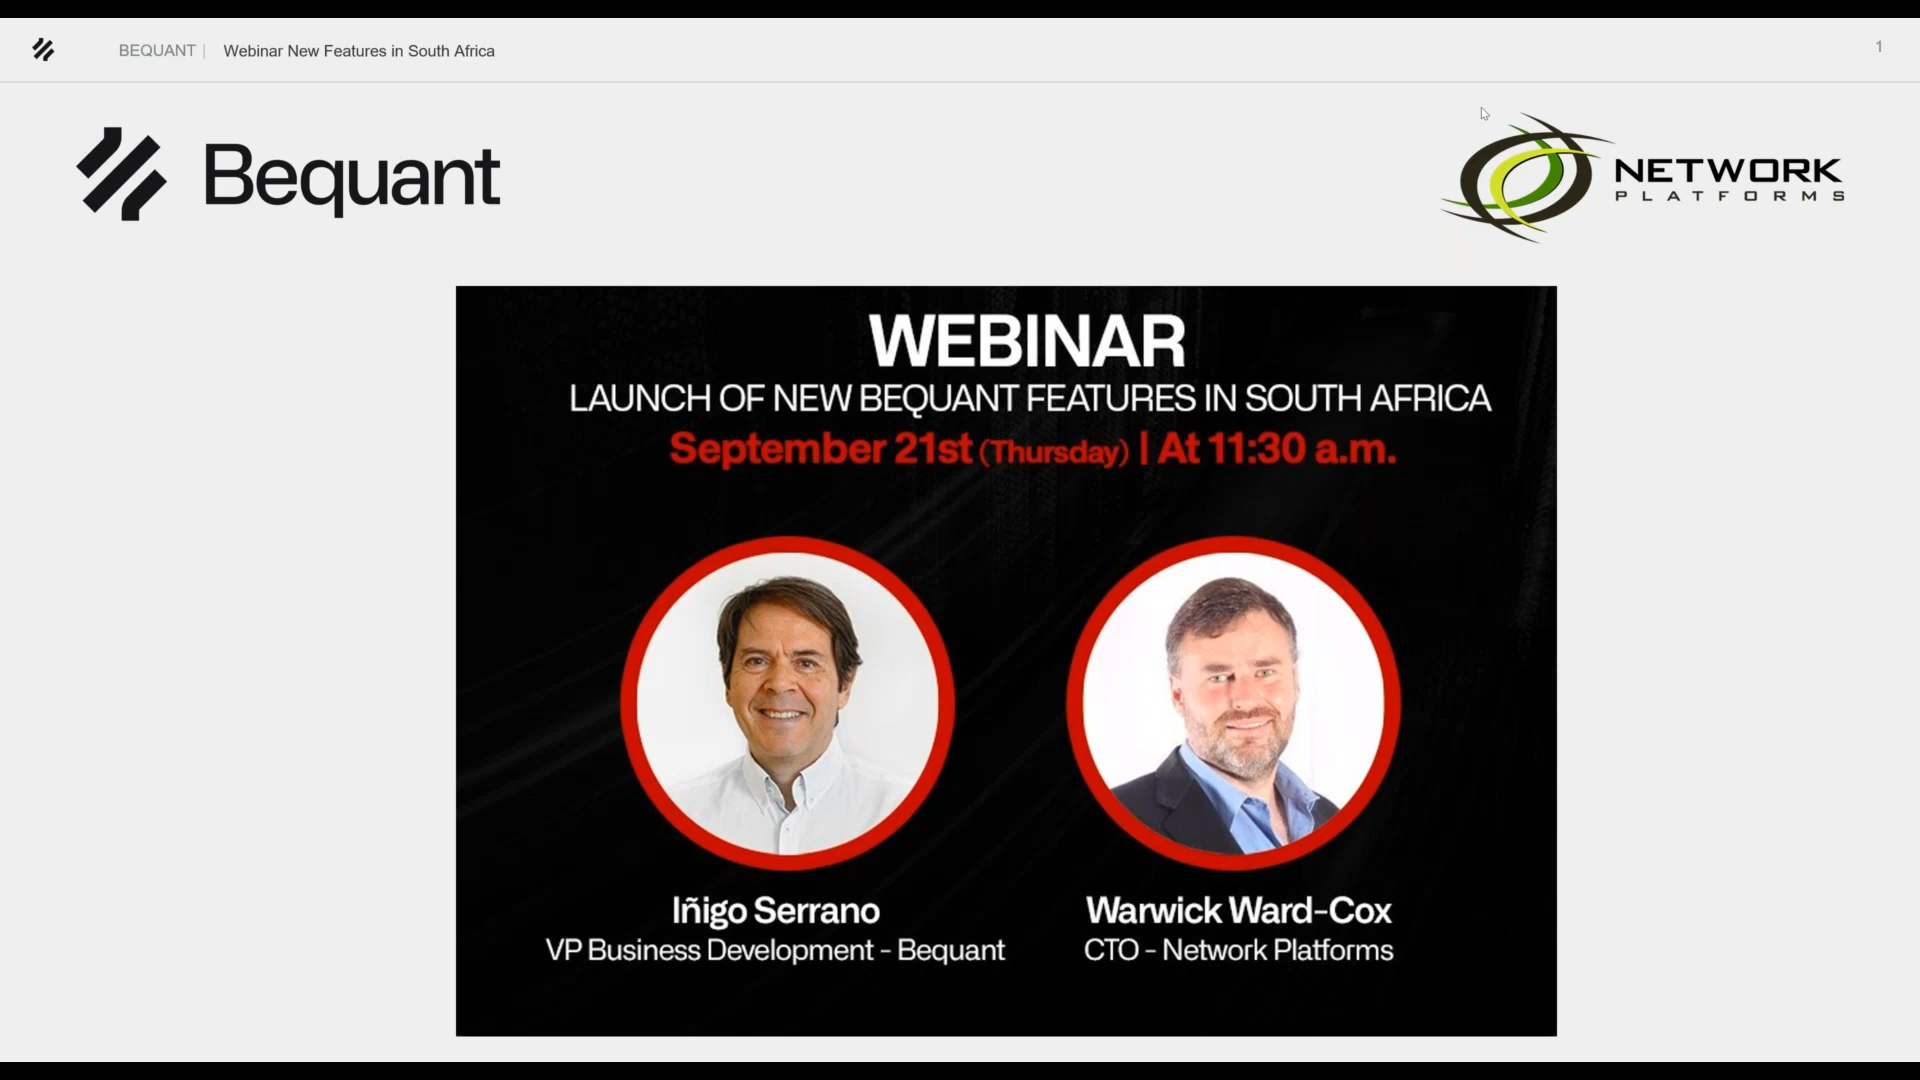 BEQUANT | Webinar New Features in South Africa
1
Bequant
NETWORK
PLATFORMS
WEBINAR
LAUNCH OF NEW BEQUANT FEATURES IN SOUTH AFRICA
September 21st (Thursday) | At 11:30 a.m.
Iñigo Serrano
VP Business Development - Bequant
Warwick Ward-Cox
CTO - Network Platforms